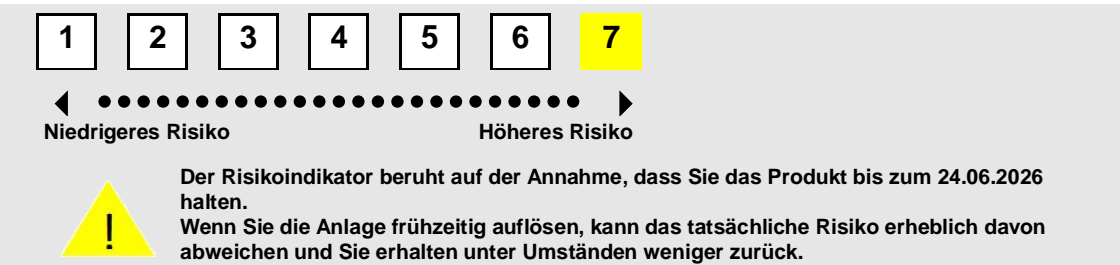 1 2 3 4 5 6 7
Niedrigeres Risiko Höheres Risiko
Der Risikoindikator beruht auf der Annahme, dass Sie das Produkt bis zum 24.06.2026
halten.
Wenn Sie die Anlage frühzeitig auflösen, kann das tatsächliche Risiko erheblich davon
abweichen und Sie erhalten unter Umständen weniger zurück.
!